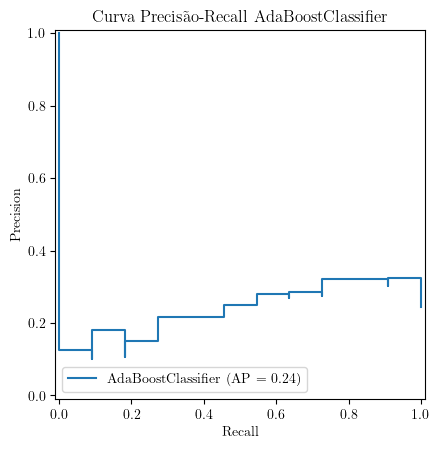 Curva Precisão-Recall AdaBoostClassifier
1.0
0.8
0.6
0.4
0.2
0.0
Precision
AdaBoostClassifier (AP = 0.24)
0.0 0.2 0.4 0.6 0.8 1.0
Recall